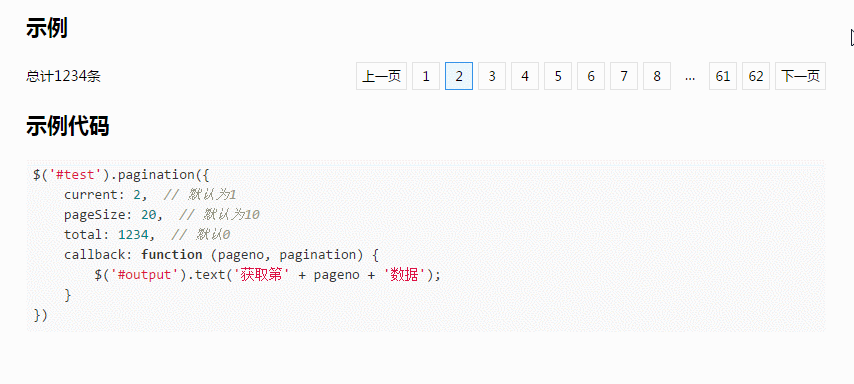 示例
总计1234条 上一页 1 2 3 4 5 6 7 8 ... 61 62 下一页
示例代码
$('#test').pagination({
    current: 2,  // 默认为1
    pageSize: 20,  // 默认为10
    total: 1234,  // 默认0
    callback: function (pageno, pagination) {
        $('#output').text('获取第' + pageno + '数据');
    }
})